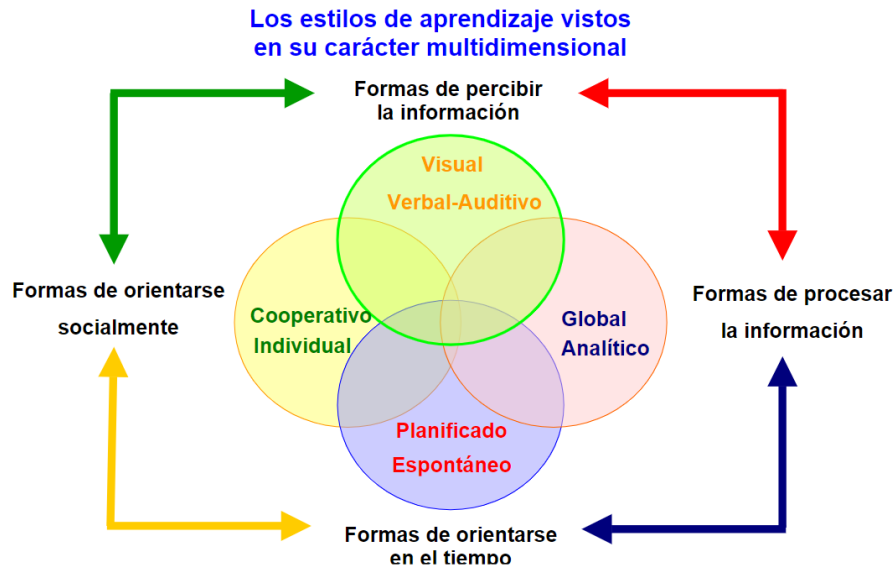 Los estilos de aprendizaje vistos
en su carácter multidimensional
Formas de percibir
la información
Visual
Verbal-Auditivo
Formas de orientarse
socialmente
Cooperativo
Individual
Global
Analítico
Formas de procesar
la información
Planificado
Espontáneo
Formas de orientarse
en el tiempo